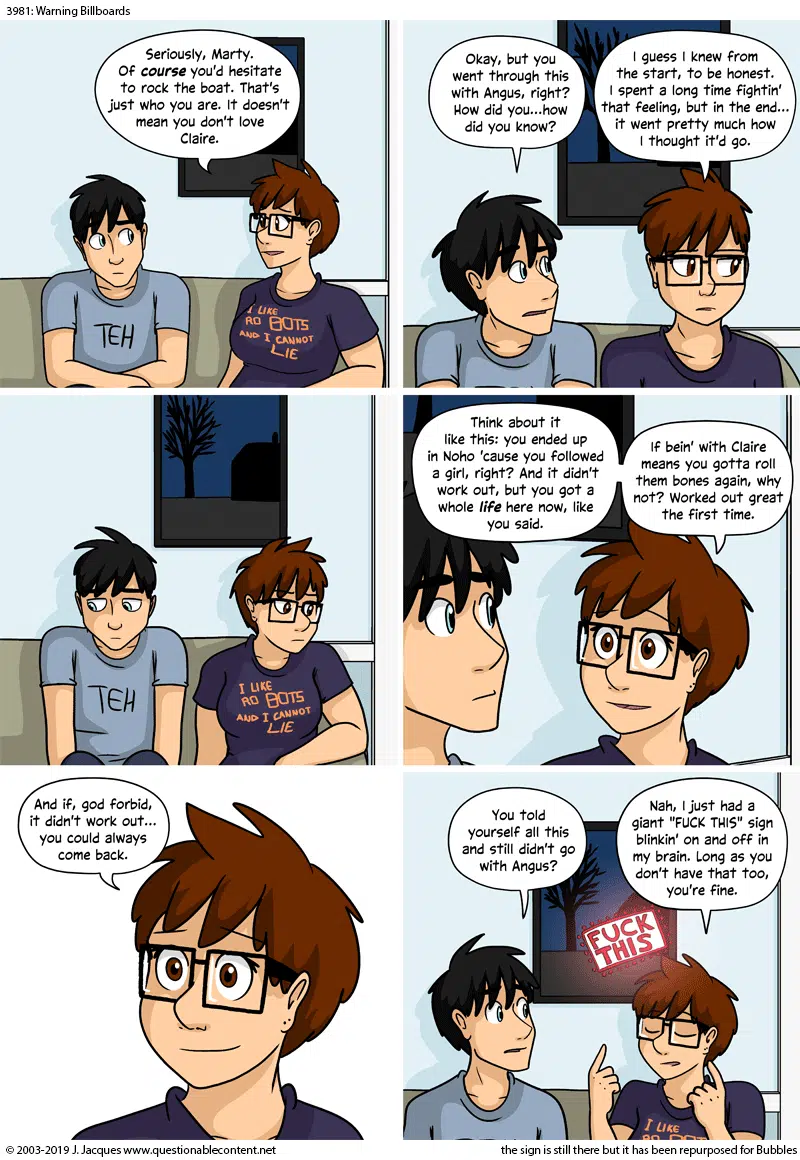 3981: Warning Billboards
Seriously, Marty.
Of course you'd hesitate
to rock the boat. That's
just who you are. It doesn't
mean you don't love
Claire.
TEH
I LIKE
RO BOTS
AND I CANNOT
LIE
Okay, but you
went through this
with Angus, right?
How did you...how
did you know?
I guess I knew from
the start, to be honest.
I spent a long time fightin'
that feeling, but in the end...
it went pretty much how
I thought it'd go.
TEH
I LIKE
RO BOTS
AND I CANNOT
LIE
Think about it
like this: you ended up
in Noho 'cause you followed
a girl, right? And it didn't
work out, but you got a
whole life here now, like
you said.
If bein' with Claire
means you gotta roll
them bones again, why
not? Worked out great
the first time.
And if, god forbid,
it didn't work out...
you could always
come back.
You told
yourself all this
and still didn't go
with Angus?
Nah, I just had a
giant "FUCK THIS" sign
blinkin' on and off in
my brain. Long as you
don't have that too,
you're fine.
FUCK
THIS
I LIKE
RO BOTS
© 2003-2019 J. Jacques www.questionablecontent.net
the sign is still there but it has been repurposed for Bubbles